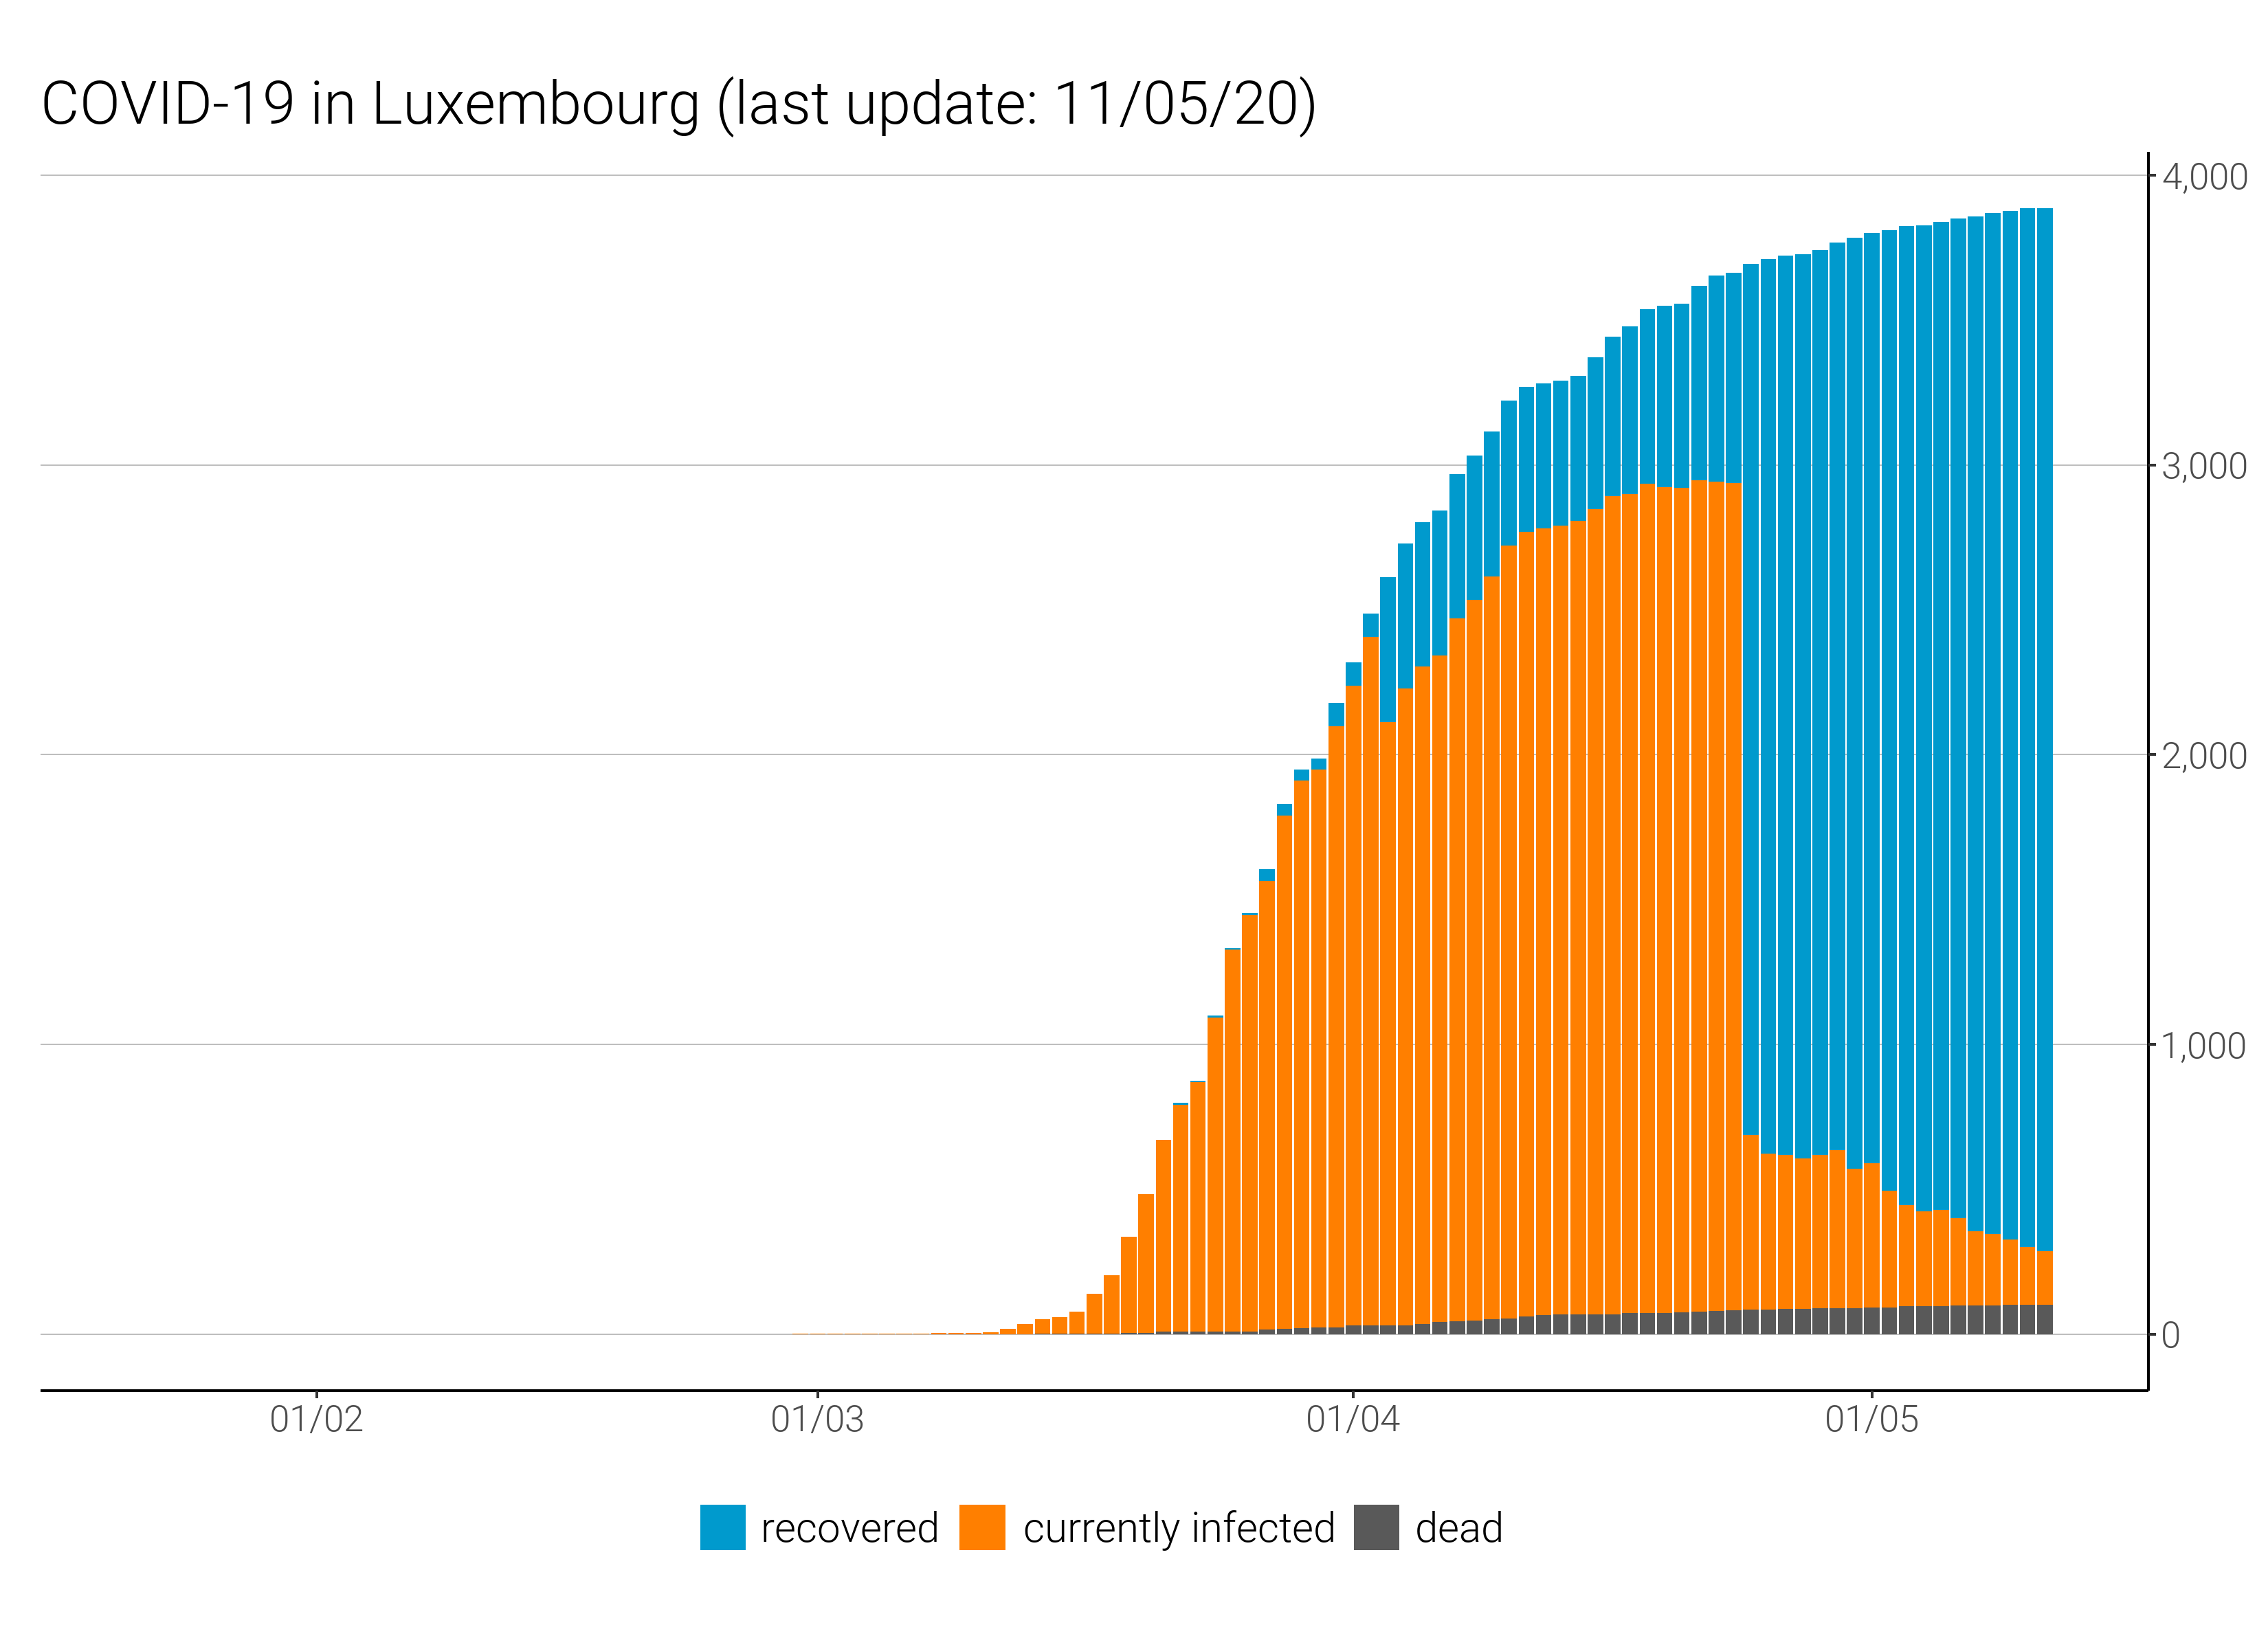 COVID-19 in Luxembourg (last update: 11/05/20)
4,000
3,000
2,000
1,000
0
01/02 01/03 01/04 01/05
recovered currently infected dead